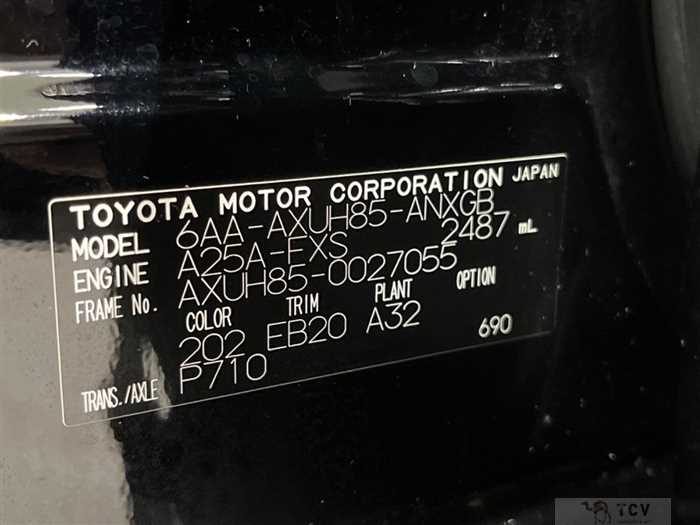 TOYOTA MOTOR CORPORATION JAPAN
MODEL 6AA-AXUH85-ANXGB
ENGINE A25A-FXS 2487 mL
FRAME No. AXUH85-0027055
COLOR TRIM PLANT OPTION
202 EB20 A32 690
TRANS./AXLE P710
TCV